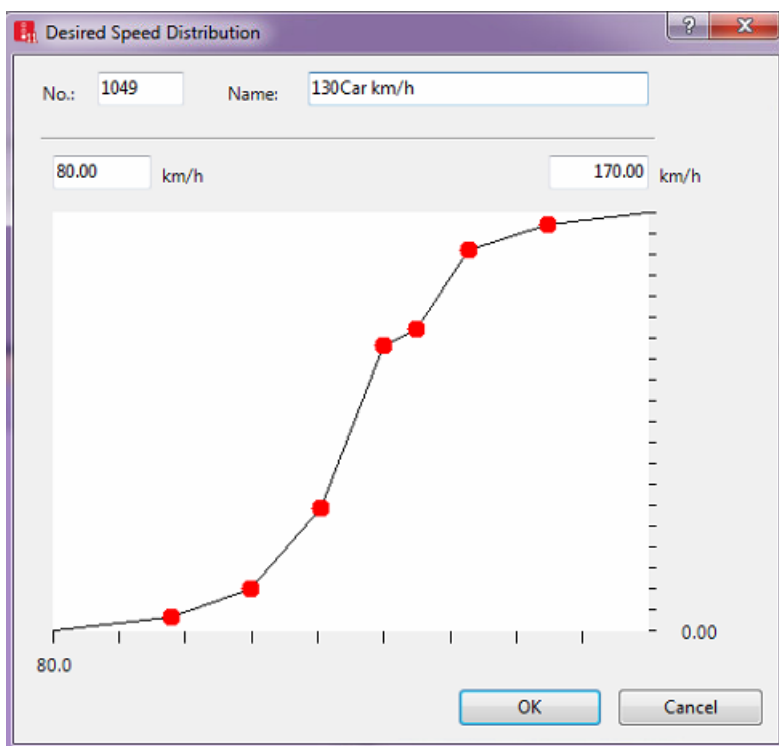 Desired Speed Distribution
No.: 1049 Name: 130Car km/h
80.00 km/h 170.00 km/h
0.00
80.0
OK Cancel